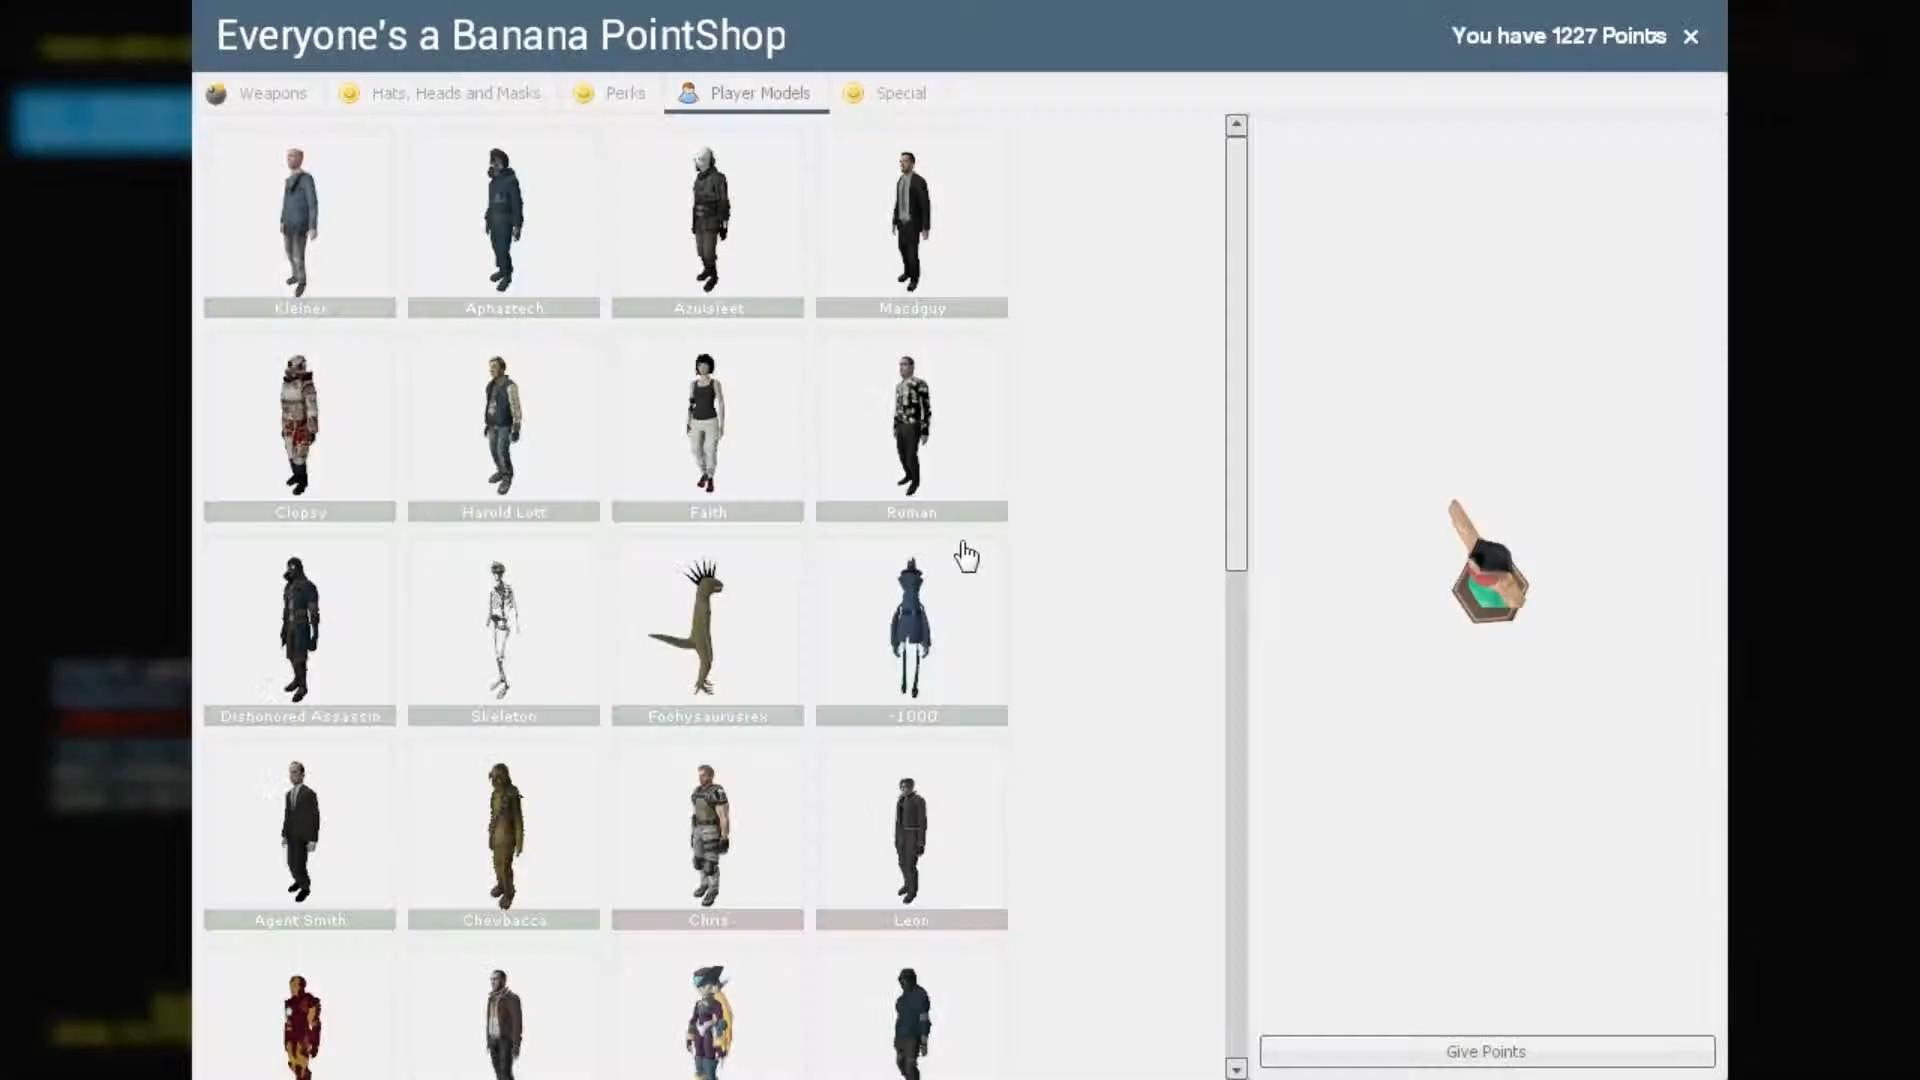 Everyone's a Banana PointShop
You have 1227 Points
Weapons
Hats, Heads and Masks
Perks
Player Models
Special
Kleiner
Aphaztech
Azuisleet
Macdguy
Clopsy
Harold Lott
Faith
Roman
Dishonored Assassin
Skeleton
Foohysaurusrex
-1000
Agent Smith
Chewbacca
Chris
Leon
Give Points